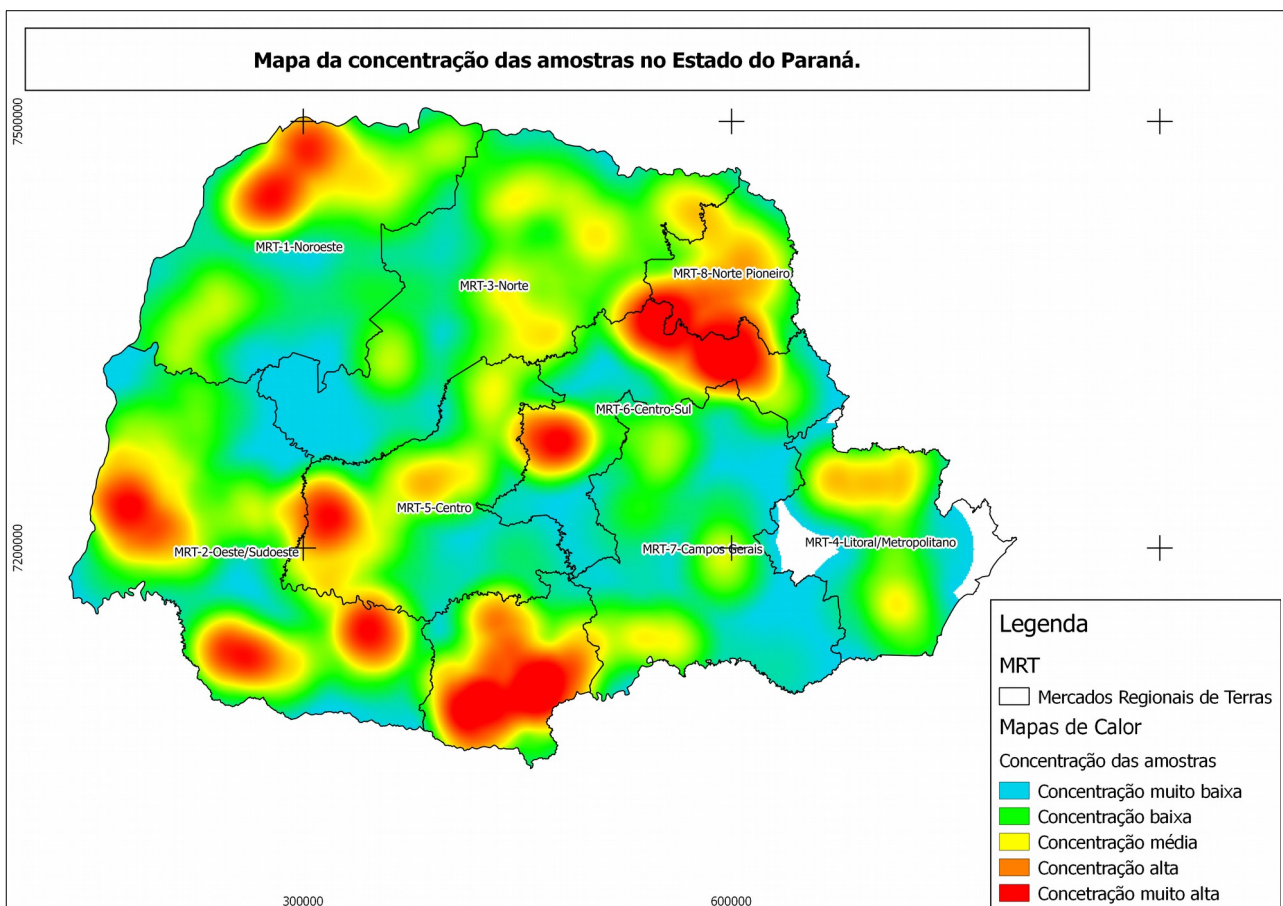 Mapa da concentração das amostras no Estado do Paraná.
7500000
MRT-1-Noroeste
MRT-8-Norte Pioneiro
MRT-3-Norte
MRT-6-Centro-Sul
MRT-5-Centro
MRT-4-Litoral/Metropolitano
MRT-2-Oeste/Sudoeste
MRT-7-Campos Gerais
7200000
Legenda
MRT
Mercados Regionais de Terras
Mapas de Calor
Concentração das amostras
Concentração muito baixa
Concentração baixa
Concentração média
Concentração alta
Concetração muito alta
300000
600000